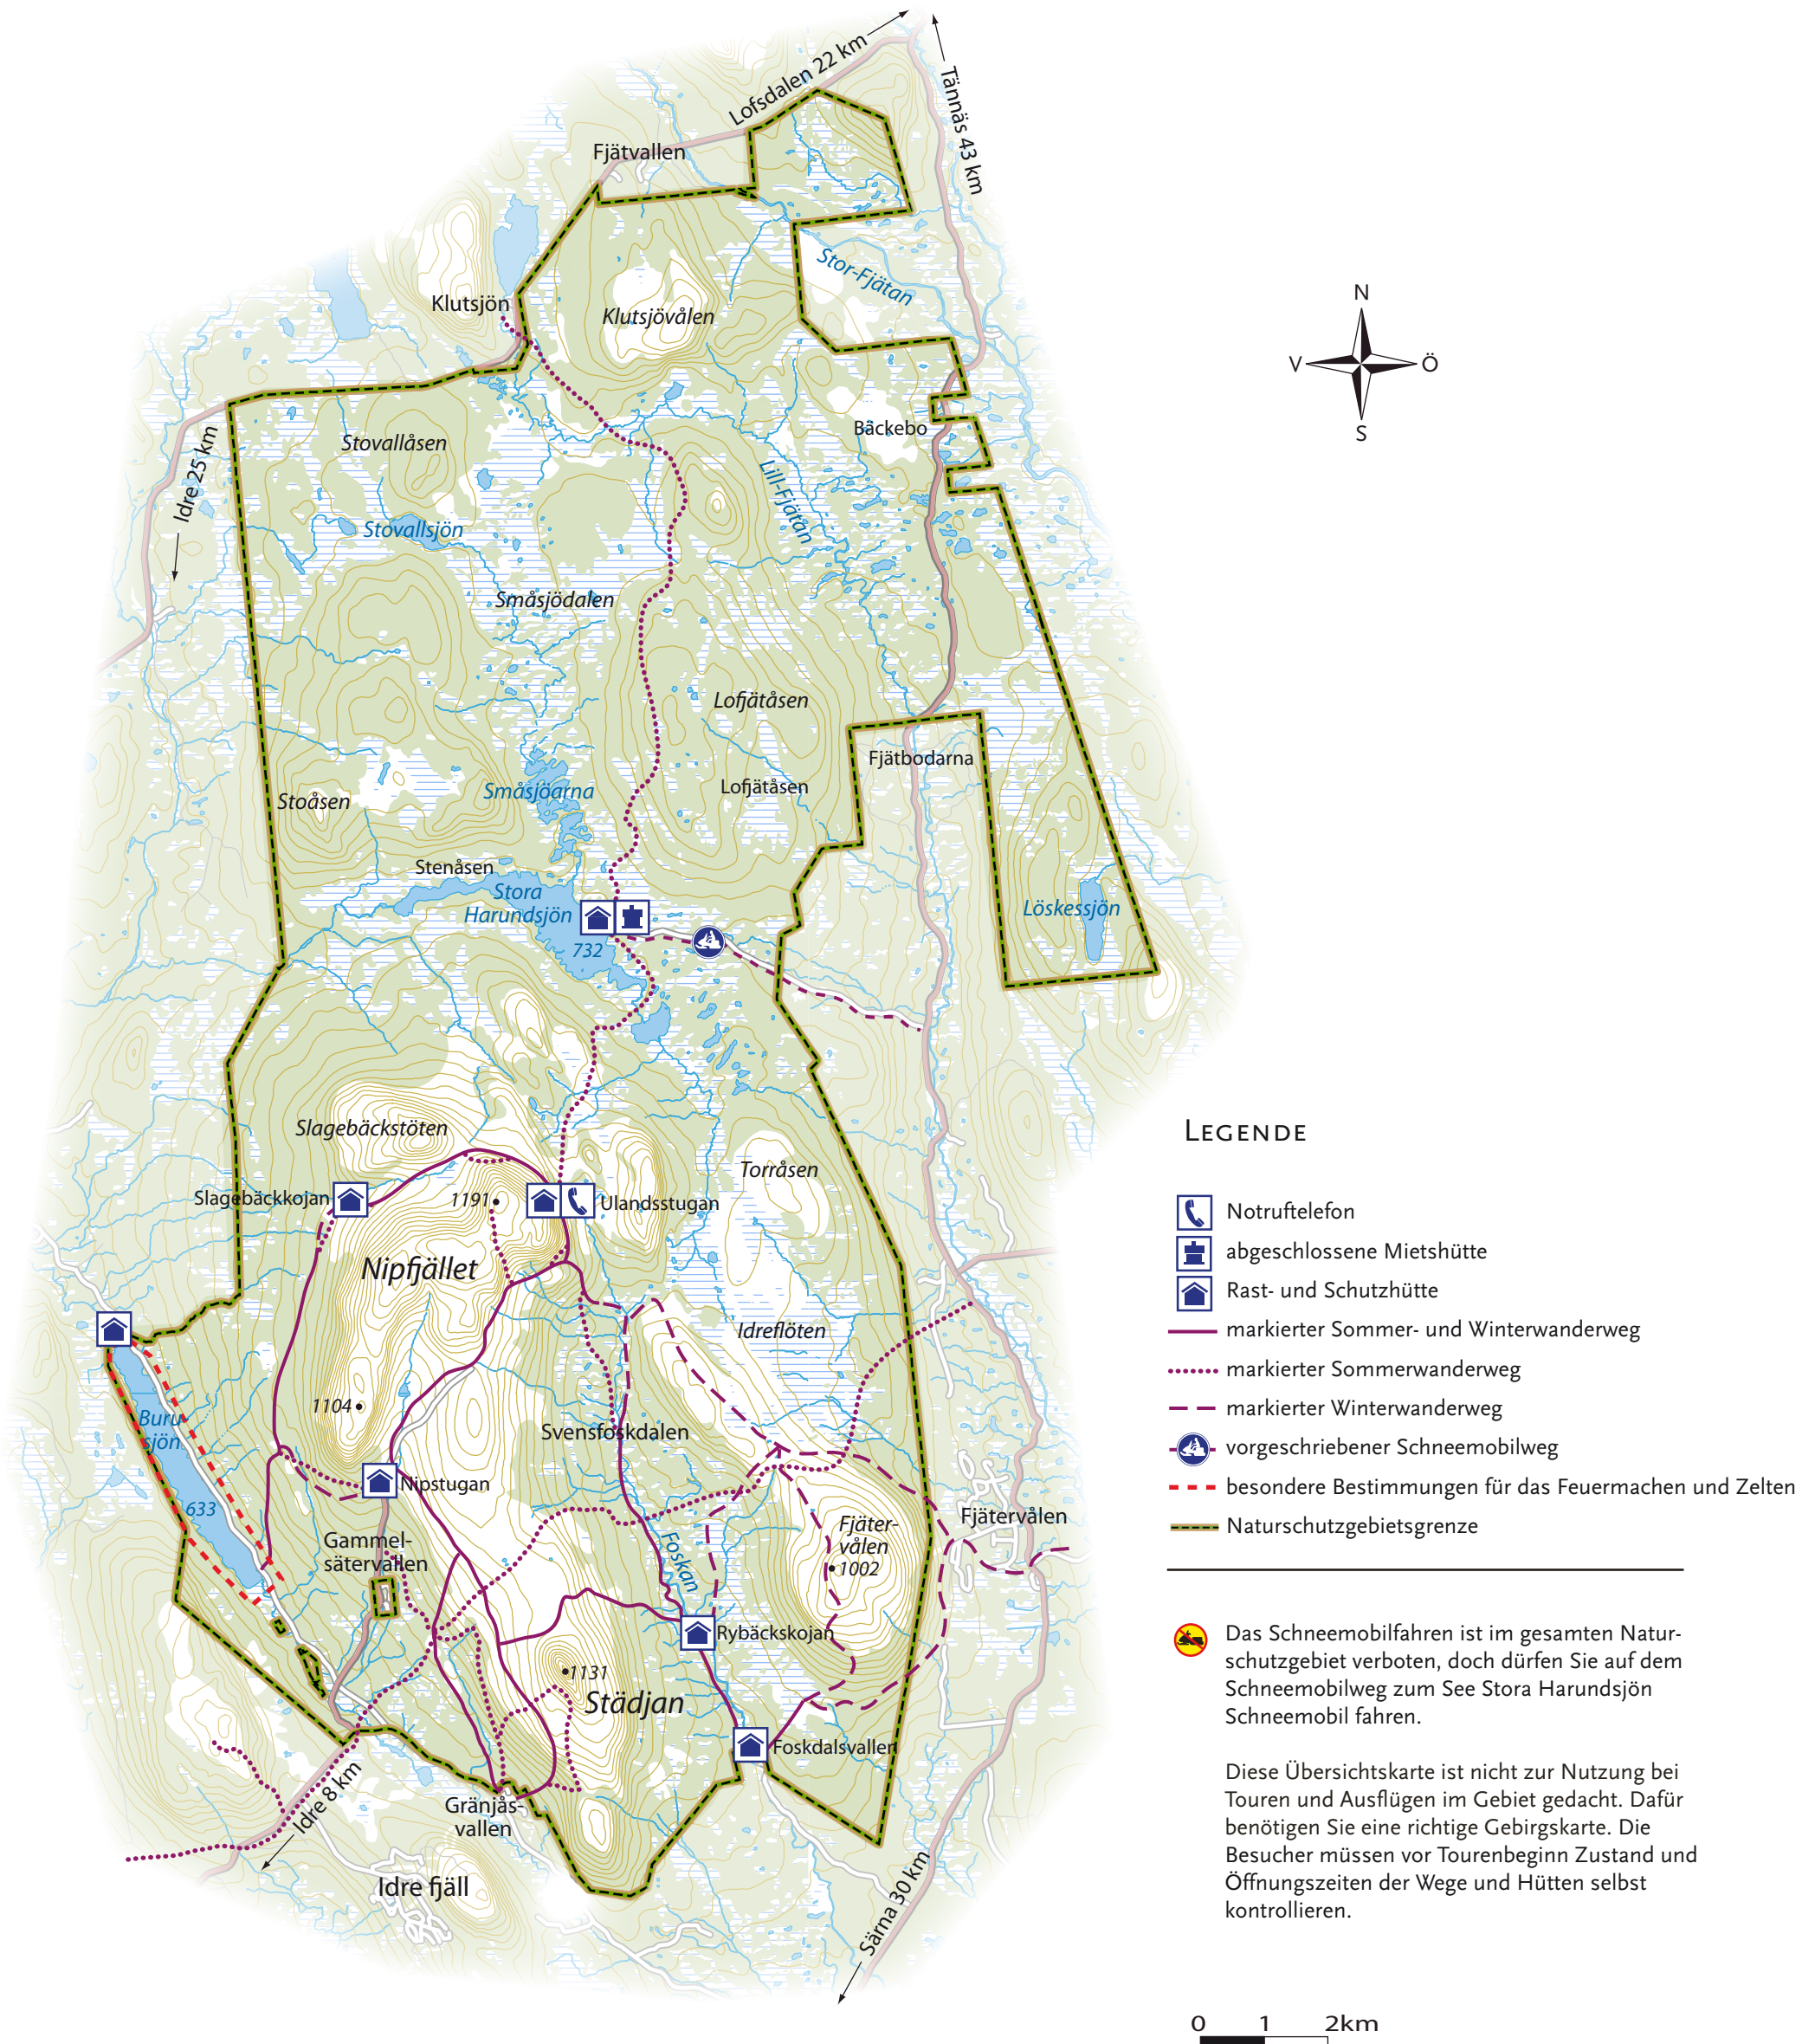 Lofsdalen 22 km
Tännäs 43 km
Fjätvallen
Stor-Fjätan
Klutsjön
Klutsjövålen
N
V
Ö
S
Bäckebo
Idre 25 km
Stovallåsen
Lill-Fjätan
Stovallsjön
Småsjödalen
Lofjätåsen
Fjätbodarna
Småsjöarna
Lofjätåsen
Stoåsen
Stenåsen
Stora
Harundsjön
732
Löskessjön
Slagebäckstöten
Torråsen
Slagebäckkojan
1191
Ulandsstugan
Nipfjället
Idreflöten
1104
Buru
sjön
Svensfoskdalen
Nipstugan
633
Gammel-
sätervallen
Foskan
Fjäter-
vålen
1002
Fjätervålen
Rybäckskojan
1131
Städjan
Foskdalsvallen
Gränjås-
vallen
Idre 8 km
Idre fjäll
Särna 30 km
LEGENDE
Notruftelefon
abgeschlossene Mietshütte
Rast- und Schutzhütte
markierter Sommer- und Winterwanderweg
markierter Sommerwanderweg
markierter Winterwanderweg
vorgeschriebener Schneemobilweg
besondere Bestimmungen für das Feuermachen und Zelten
Naturschutzgebietsgrenze
Das Schneemobilfahren ist im gesamten Natur-
schutzgebiet verboten, doch dürfen Sie auf dem
Schneemobilweg zum See Stora Harundsjön
Schneemobil fahren.
Diese Übersichtskarte ist nicht zur Nutzung bei
Touren und Ausflügen im Gebiet gedacht. Dafür
benötigen Sie eine richtige Gebirgskarte. Die
Besucher müssen vor Tourenbeginn Zustand und
Öffnungszeiten der Wege und Hütten selbst
kontrollieren.
0 1 2km